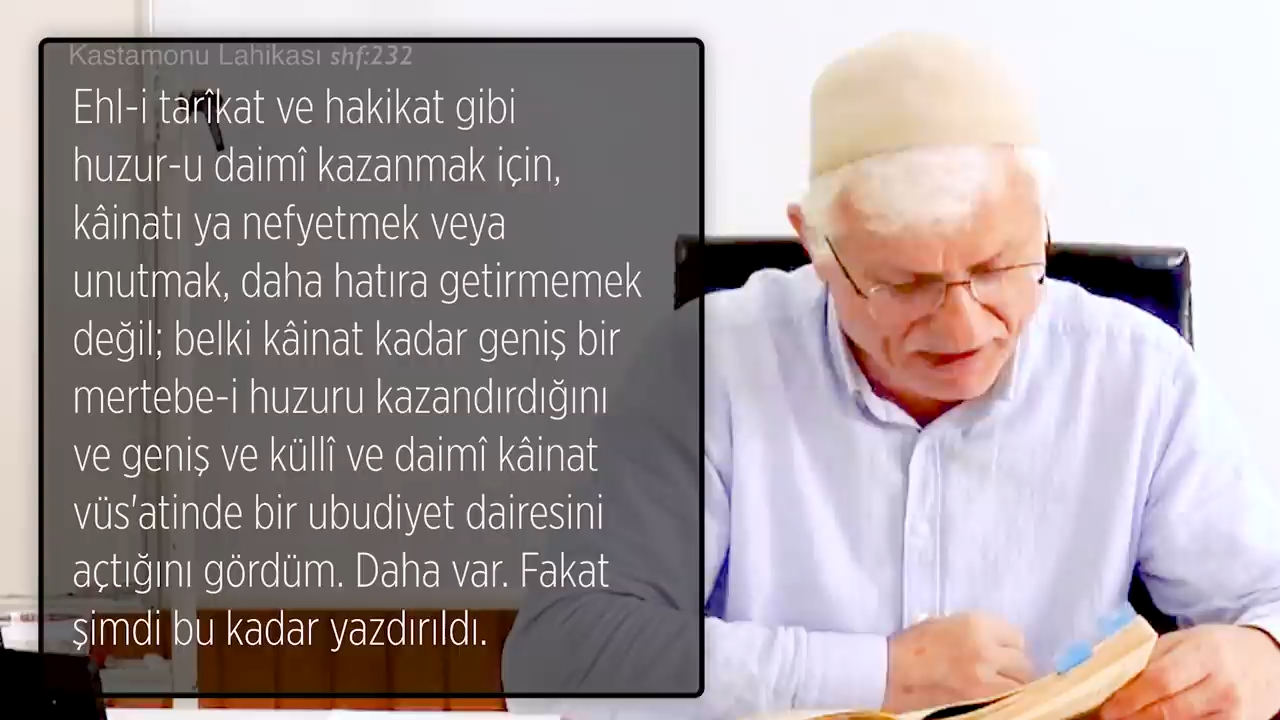 Kastamonu Lahikası shf:232
Ehl-i tarîkat ve hakikat gibi
huzur-u daimî kazanmak için,
kâinatı ya nefyetmek veya
unutmak, daha hatıra getirmemek
değil; belki kâinat kadar geniş bir
mertebe-i huzuru kazandırdığını
ve geniş ve küllî ve daimî kâinat
vüs'atinde bir ubudiyet dairesini
açtığını gördüm. Daha var. Fakat
şimdi bu kadar yazdırıldı.